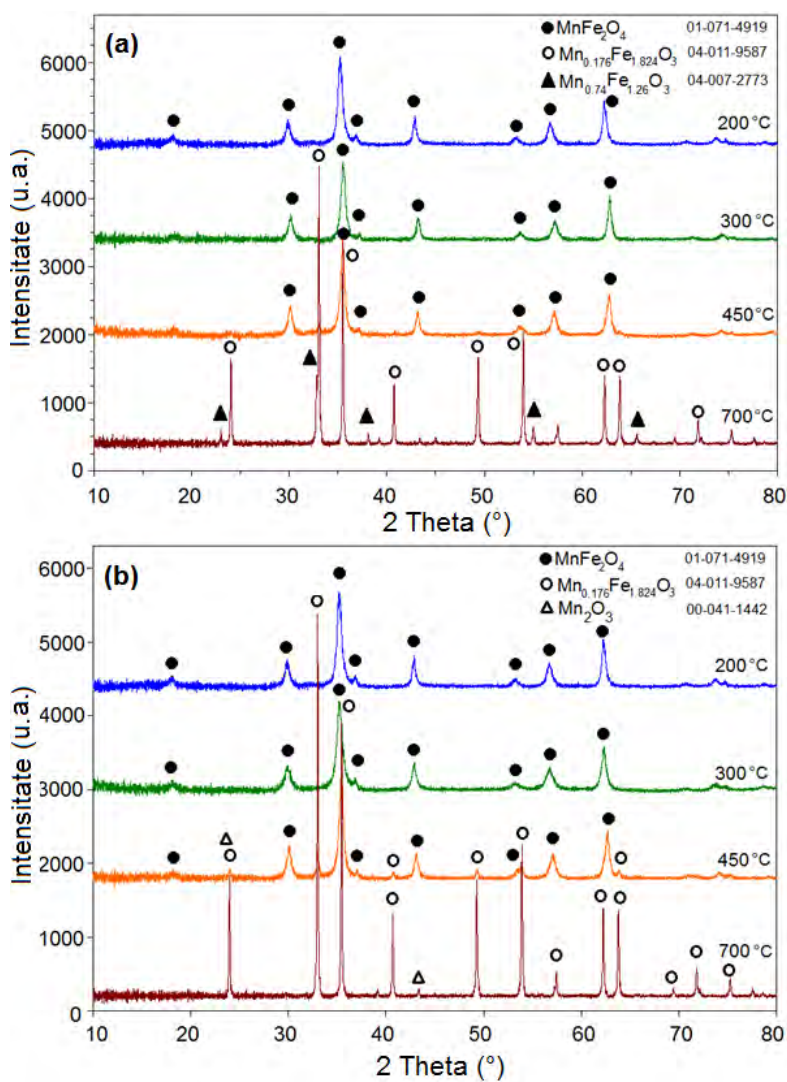 (a)
● MnFe₂O₄ 01-071-4919
○ Mn₀.₁₇₆Fe₁.₈₂₄O₃ 04-011-9587
▲ Mn₀.₇₄Fe₁.₂₆O₃ 04-007-2773
6000
5000
4000
3000
2000
1000
0
Intensitate (u.a.)
200 °C
300 °C
450 °C
700 °C
10 20 30 40 50 60 70 80
2 Theta (°)
(b)
● MnFe₂O₄ 01-071-4919
○ Mn₀.₁₇₆Fe₁.₈₂₄O₃ 04-011-9587
△ Mn₂O₃ 00-041-1442
6000
5000
4000
3000
2000
1000
0
Intensitate (u.a.)
200 °C
300 °C
450 °C
700 °C
10 20 30 40 50 60 70 80
2 Theta (°)